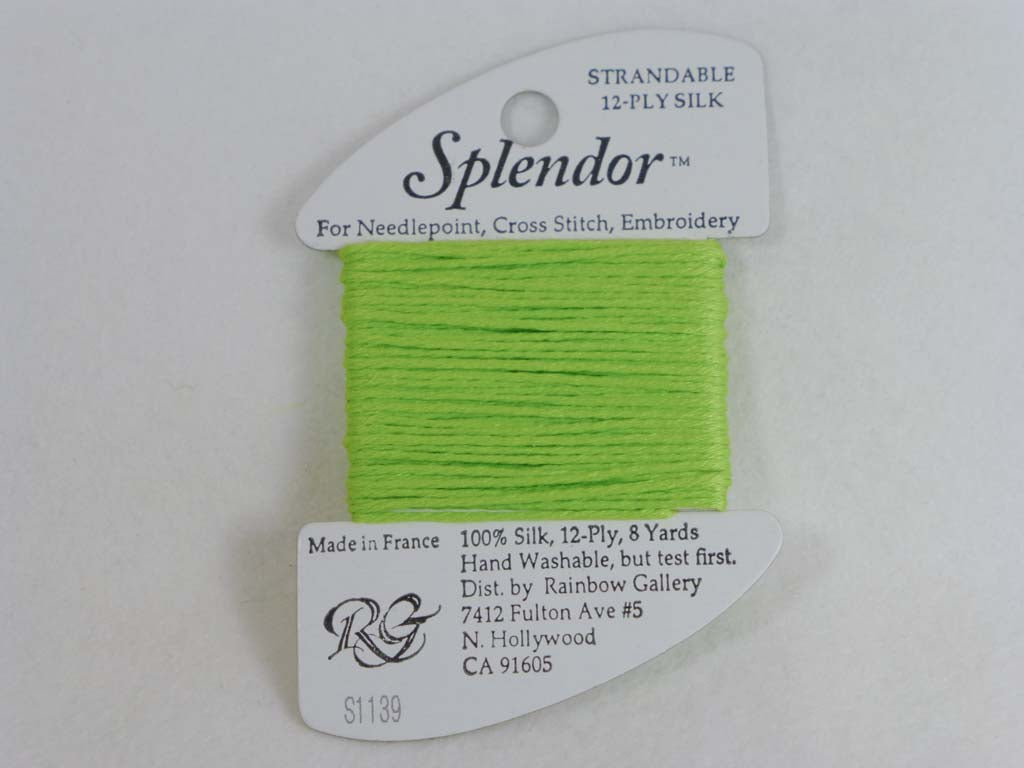 STRANDABLE
12-PLY SILK
Splendor™
For Needlepoint, Cross Stitch, Embroidery
Made in France
100% Silk, 12-Ply, 8 Yards
Hand Washable, but test first.
Dist. by Rainbow Gallery
7412 Fulton Ave #5
N. Hollywood
CA 91605
RG
S1139